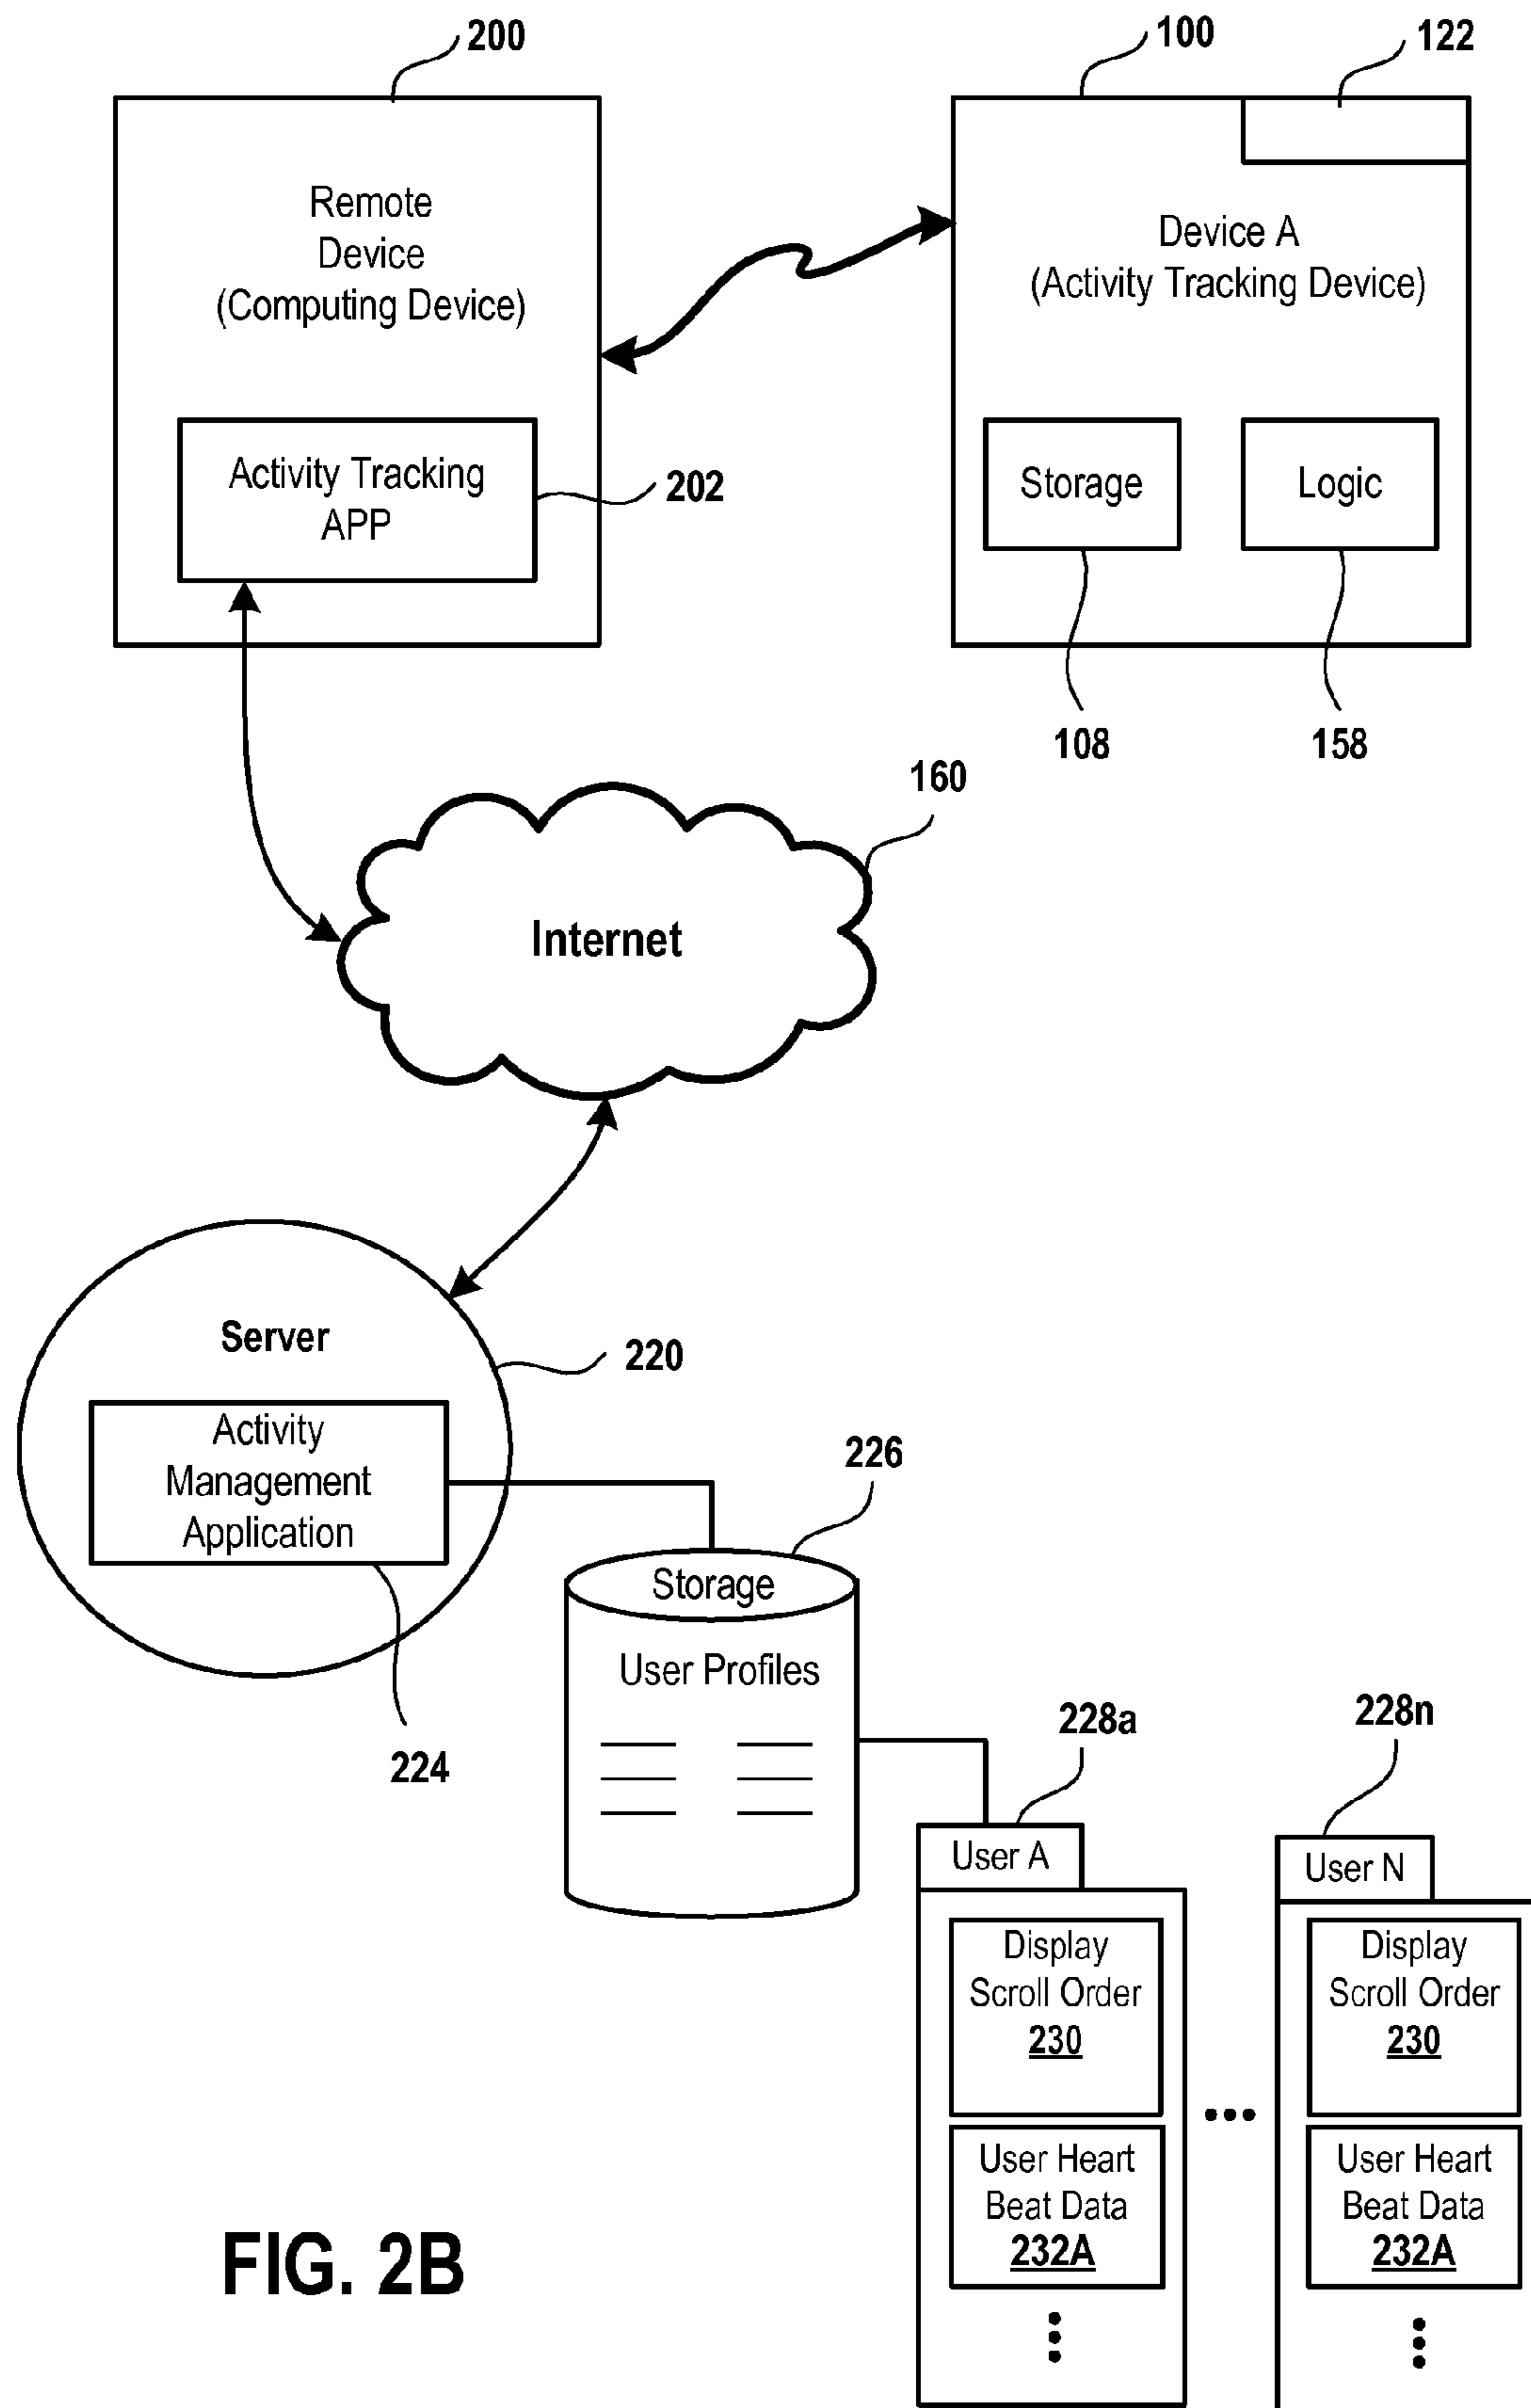 200
100
122
Remote
Device
(Computing Device)
Device A
(Activity Tracking Device)
Activity Tracking
APP
202
Storage
Logic
108
158
160
Internet
Server
220
Activity
Management
Application
224
226
Storage
User Profiles
228a
228n
User A
User N
Display
Scroll Order
230
Display
Scroll Order
230
User Heart
Beat Data
232A
User Heart
Beat Data
232A
FIG. 2B